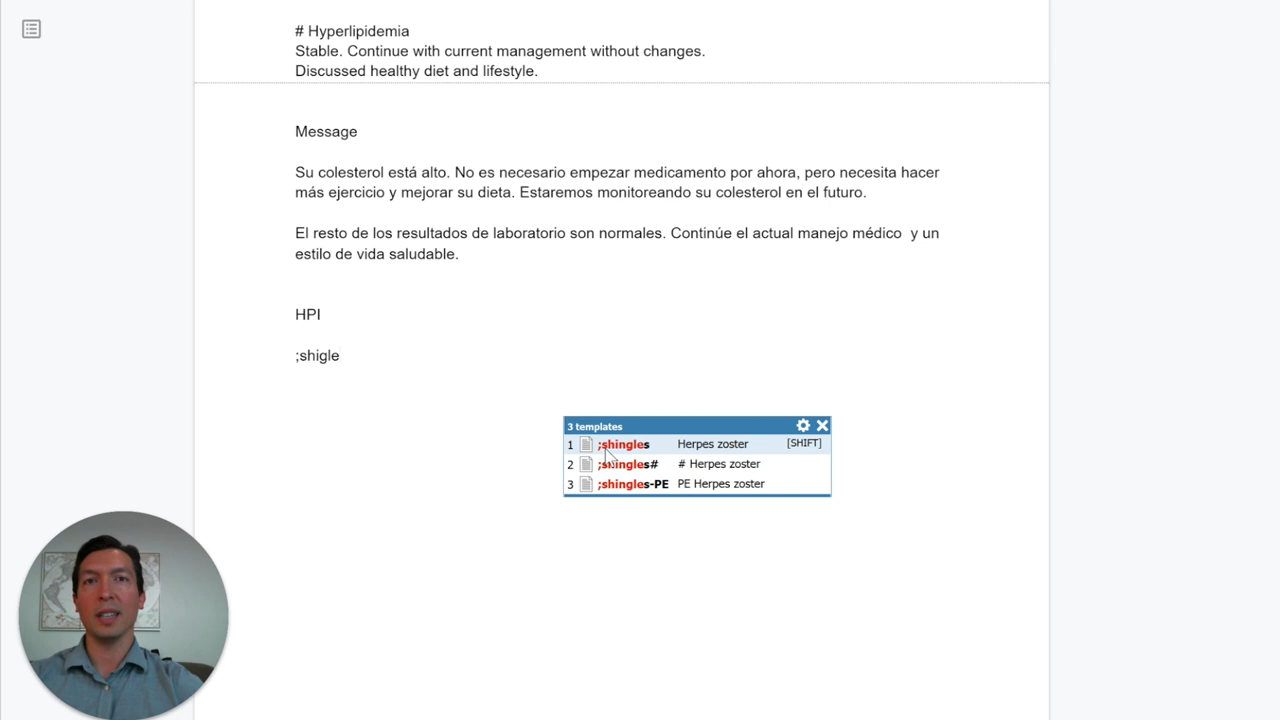 # Hyperlipidemia
Stable. Continue with current management without changes.
Discussed healthy diet and lifestyle.
Message
Su colesterol está alto. No es necesario empezar medicamento por ahora, pero necesita hacer
más ejercicio y mejorar su dieta. Estaremos monitoreando su colesterol en el futuro.
El resto de los resultados de laboratorio son normales. Continúe el actual manejo médico  y un
estilo de vida saludable.
HPI
;shigle
3 templates
1 ;shingles Herpes zoster [SHIFT]
2 ;shingles# # Herpes zoster
3 ;shingles-PE PE Herpes zoster